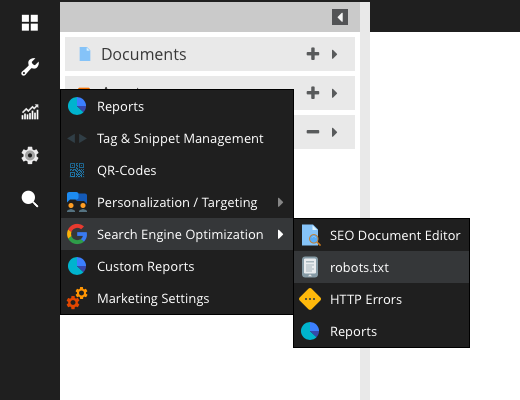 Documents
Reports
Tag & Snippet Management
QR-Codes
Personalization / Targeting
Search Engine Optimization
Custom Reports
Marketing Settings
SEO Document Editor
robots.txt
HTTP Errors
Reports